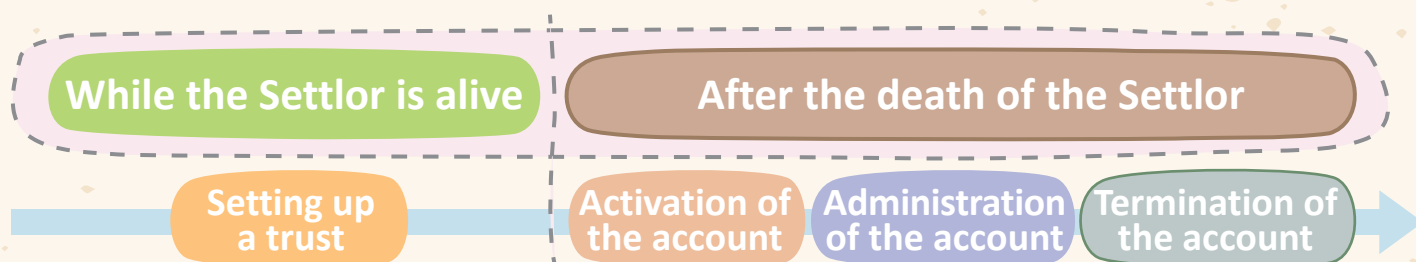 While the Settlor is alive
After the death of the Settlor
Setting up
a trust
Activation of
the account
Administration
of the account
Termination of
the account